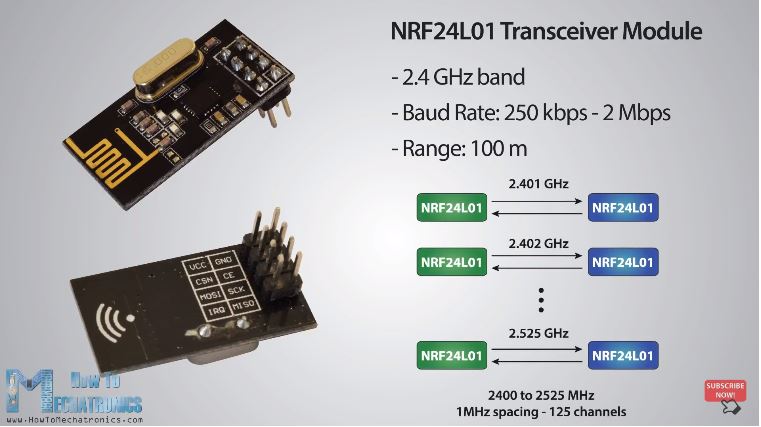 NRF24L01 Transceiver Module
- 2.4 GHz band
- Baud Rate: 250 kbps - 2 Mbps
- Range: 100 m
2.401 GHz
NRF24L01 NRF24L01
2.402 GHz
NRF24L01 NRF24L01
2.525 GHz
NRF24L01 NRF24L01
2400 to 2525 MHz
1MHz spacing - 125 channels
VCC GND
CSN CE
MOSI SCK
IRQ MISO
How To
Mechatronics
www.HowToMechatronics.com
SUBSCRIBE
NOW!